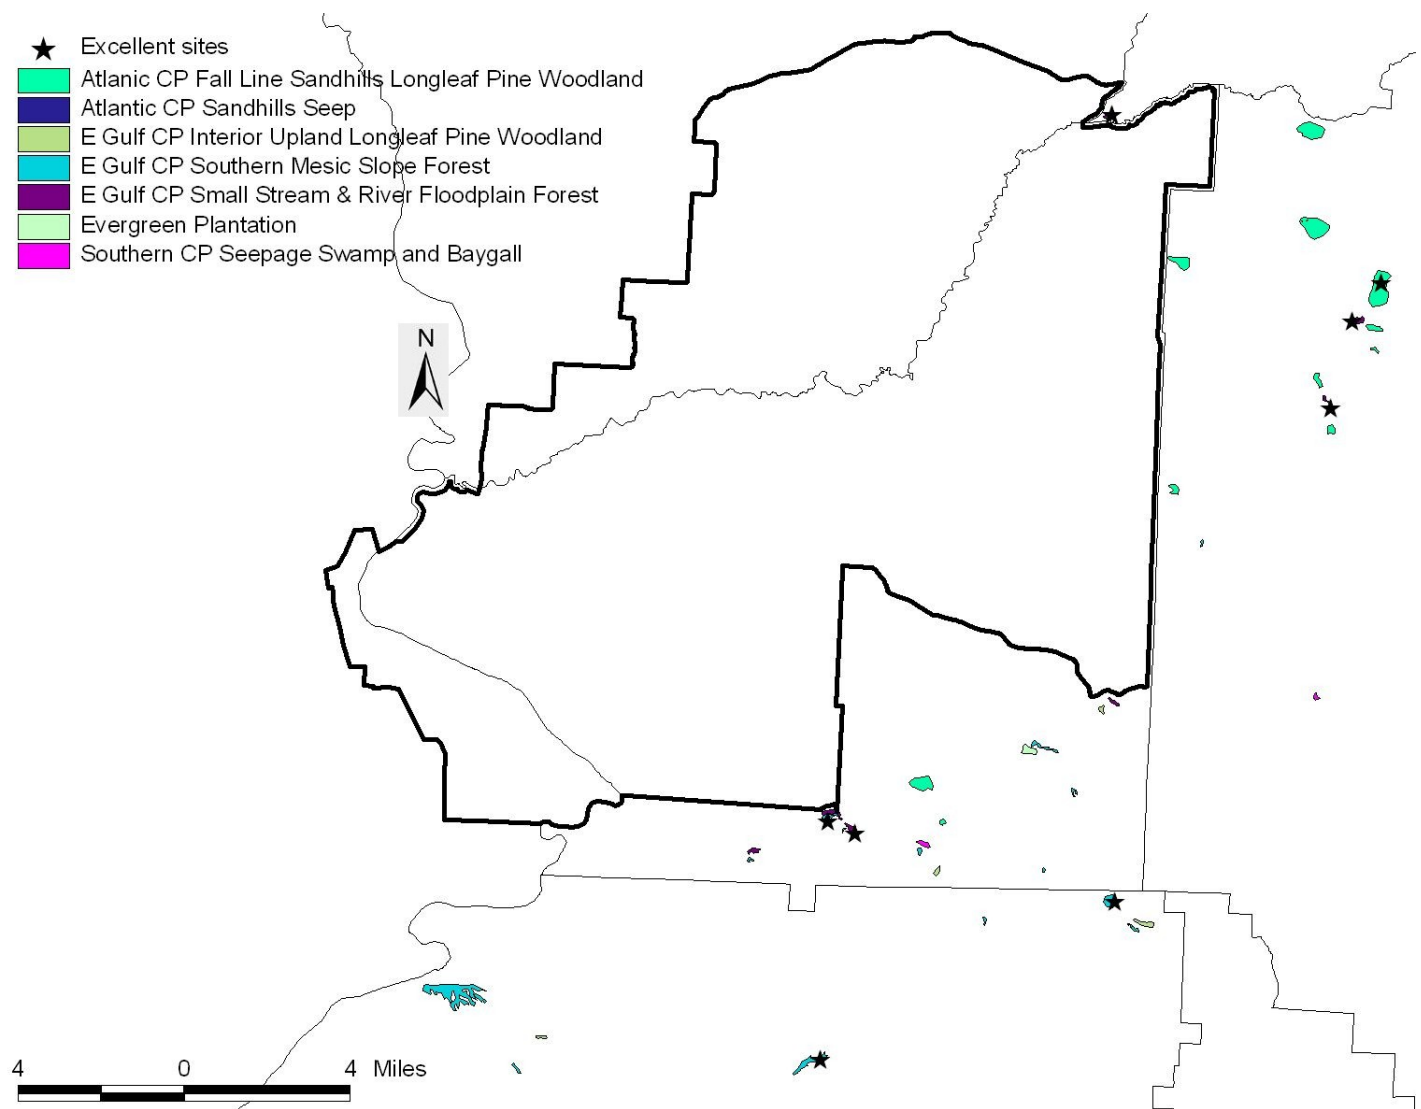 Excellent sites
Atlanic CP Fall Line Sandhills Longleaf Pine Woodland
Atlantic CP Sandhills Seep
E Gulf CP Interior Upland Longleaf Pine Woodland
E Gulf CP Southern Mesic Slope Forest
E Gulf CP Small Stream & River Floodplain Forest
Evergreen Plantation
Southern CP Seepage Swamp and Baygall
N
4 0 4 Miles